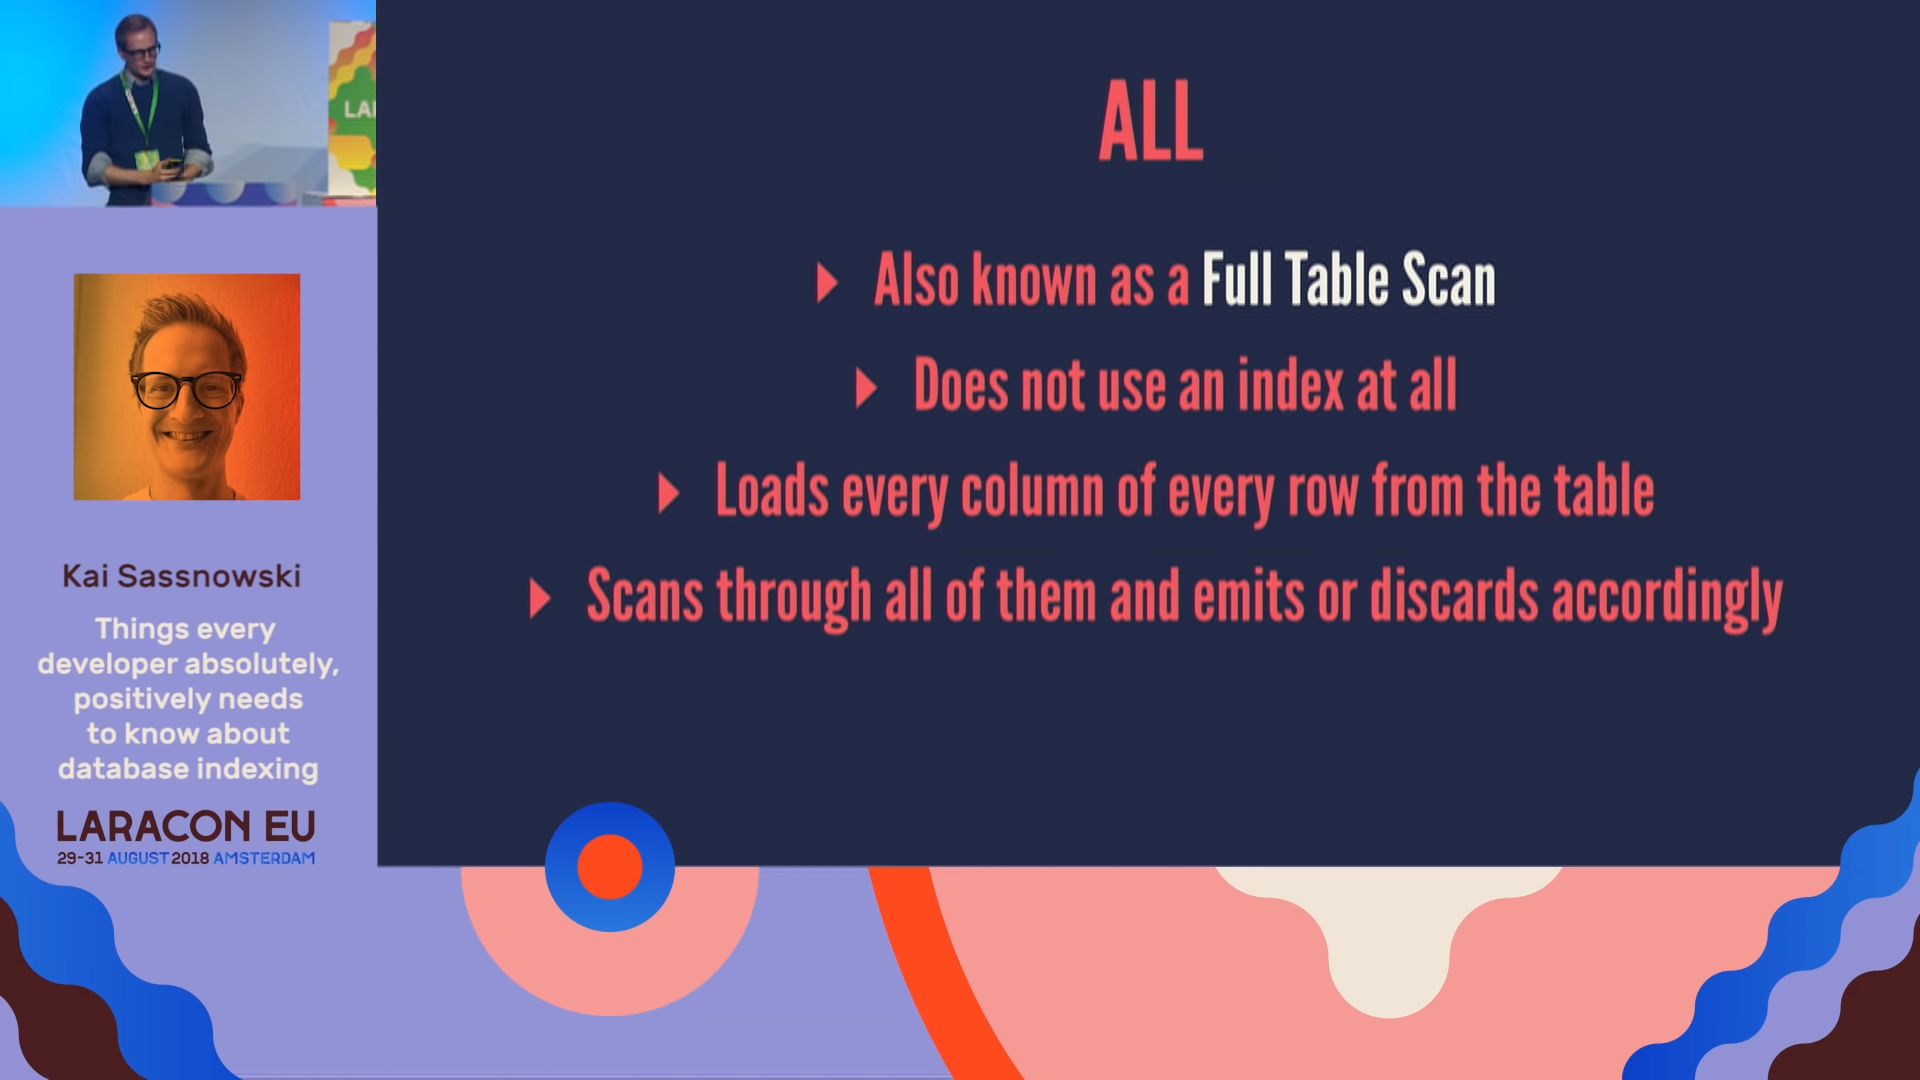 ALL
Also known as a Full Table Scan
Does not use an index at all
Loads every column of every row from the table
Scans through all of them and emits or discards accordingly
Kai Sassnowski
Things every
developer absolutely,
positively needs
to know about
database indexing
LARACON EU
29-31 AUGUST 2018 AMSTERDAM